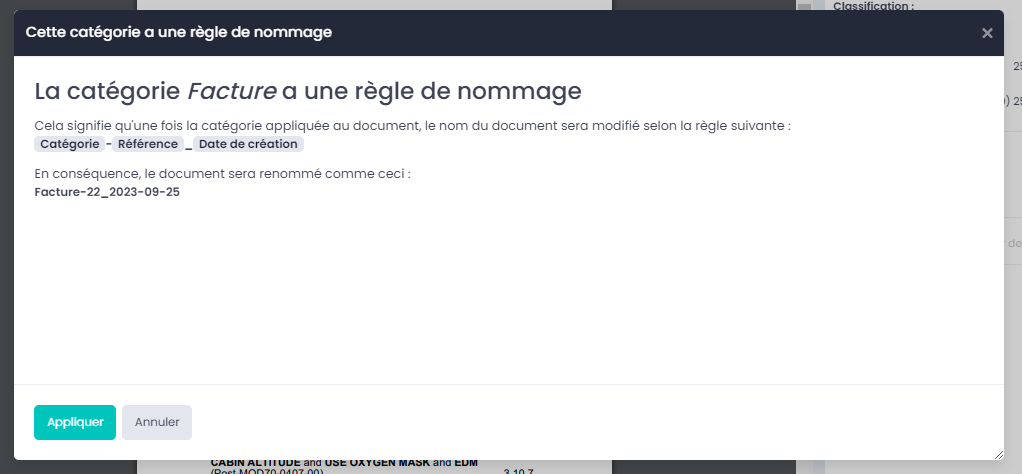 Classification :
Cette catégorie a une règle de nommage
×
La catégorie Facture a une règle de nommage
Cela signifie qu'une fois la catégorie appliquée au document, le nom du document sera modifié selon la règle suivante :
Catégorie - Référence _ Date de création
En conséquence, le document sera renommé comme ceci :
Facture-22_2023-09-25
25
) 25
de
Appliquer Annuler
CABIN ALTITUDE and USE OXYGEN MASK and EDM
(Post MOD70-0407-00) 3.10.7